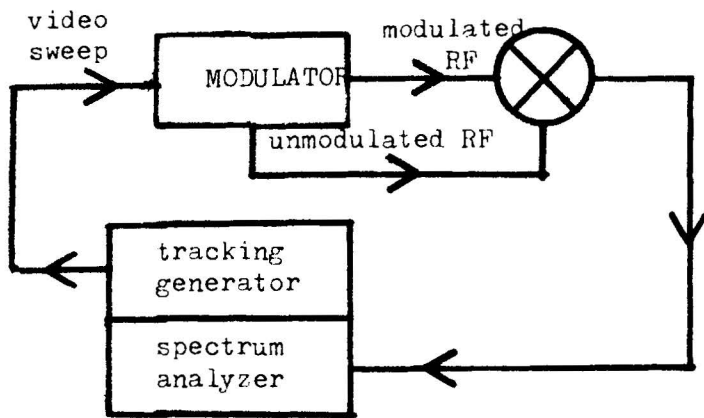 video
sweep
MODULATOR
modulated
RF
unmodulated RF
tracking
generator
spectrum
analyzer